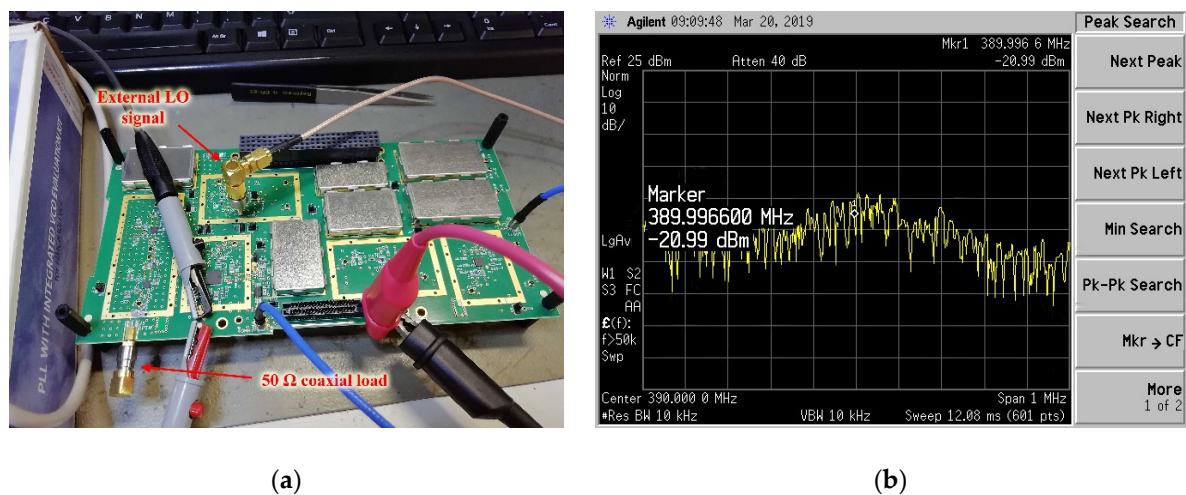 External LO
signal
PLL WITH INTEGRATED VCO EVALUATION KIT
50 Ω coaxial load
(a)
Agilent 09:09:48 Mar 20, 2019
Peak Search
Mkr1 389.996 6 MHz
Ref 25 dBm Atten 40 dB -20.99 dBm
Norm
Log
10
dB/
Marker
389.996600 MHz
-20.99 dBm
LgAv
W1 S2
S3 FC
AA
£(f):
f>50k
Swp
Center 390.000 0 MHz Span 1 MHz
#Res BW 10 kHz VBW 10 kHz Sweep 12.08 ms (601 pts)
Next Peak
Next Pk Right
Next Pk Left
Min Search
Pk-Pk Search
Mkr → CF
More
1 of 2
(b)